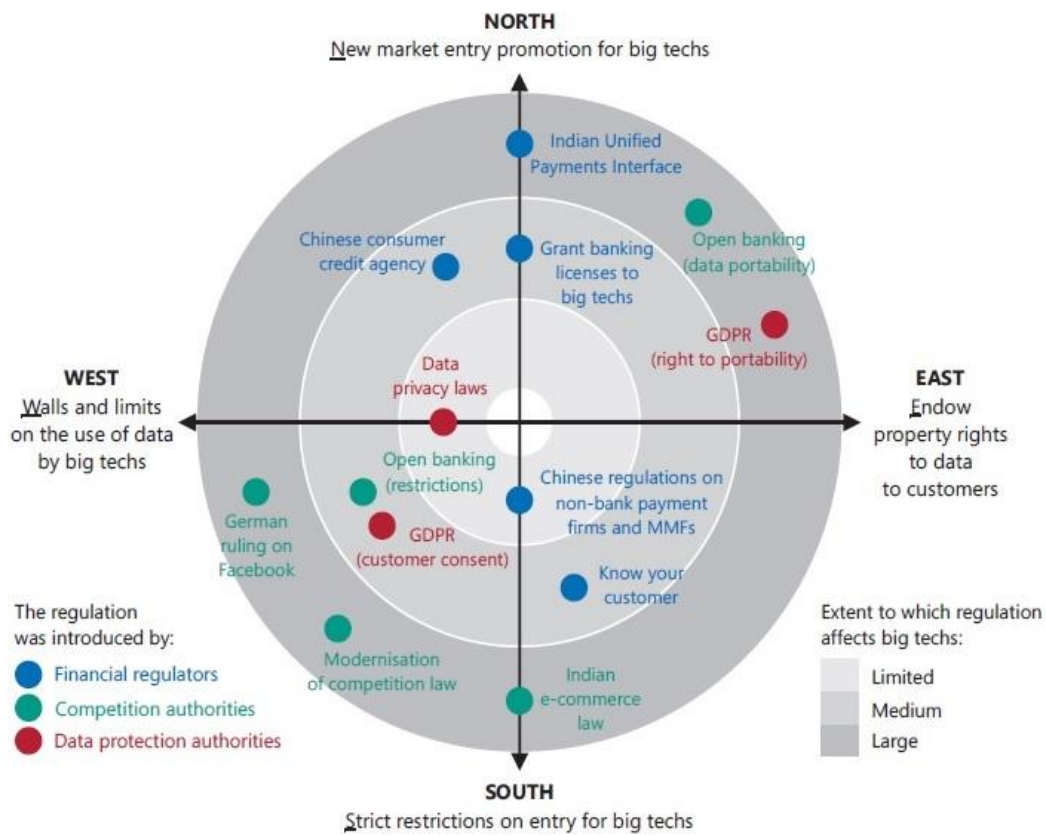 NORTH
New market entry promotion for big techs
Indian Unified
Payments Interface
Chinese consumer
credit agency
Grant banking
licenses to
big techs
Open banking
(data portability)
GDPR
(right to portability)
Data
privacy laws
WEST
Walls and limits
on the use of data
by big techs
EAST
Endow
property rights
to data
to customers
Open banking
(restrictions)
Chinese regulations on
non-bank payment
firms and MMFs
German
ruling on
Facebook
GDPR
(customer consent)
Know your
customer
Modernisation
of competition law
Indian
e-commerce
law
The regulation
was introduced by:
Financial regulators
Competition authorities
Data protection authorities
Extent to which regulation
affects big techs:
Limited
Medium
Large
SOUTH
Strict restrictions on entry for big techs